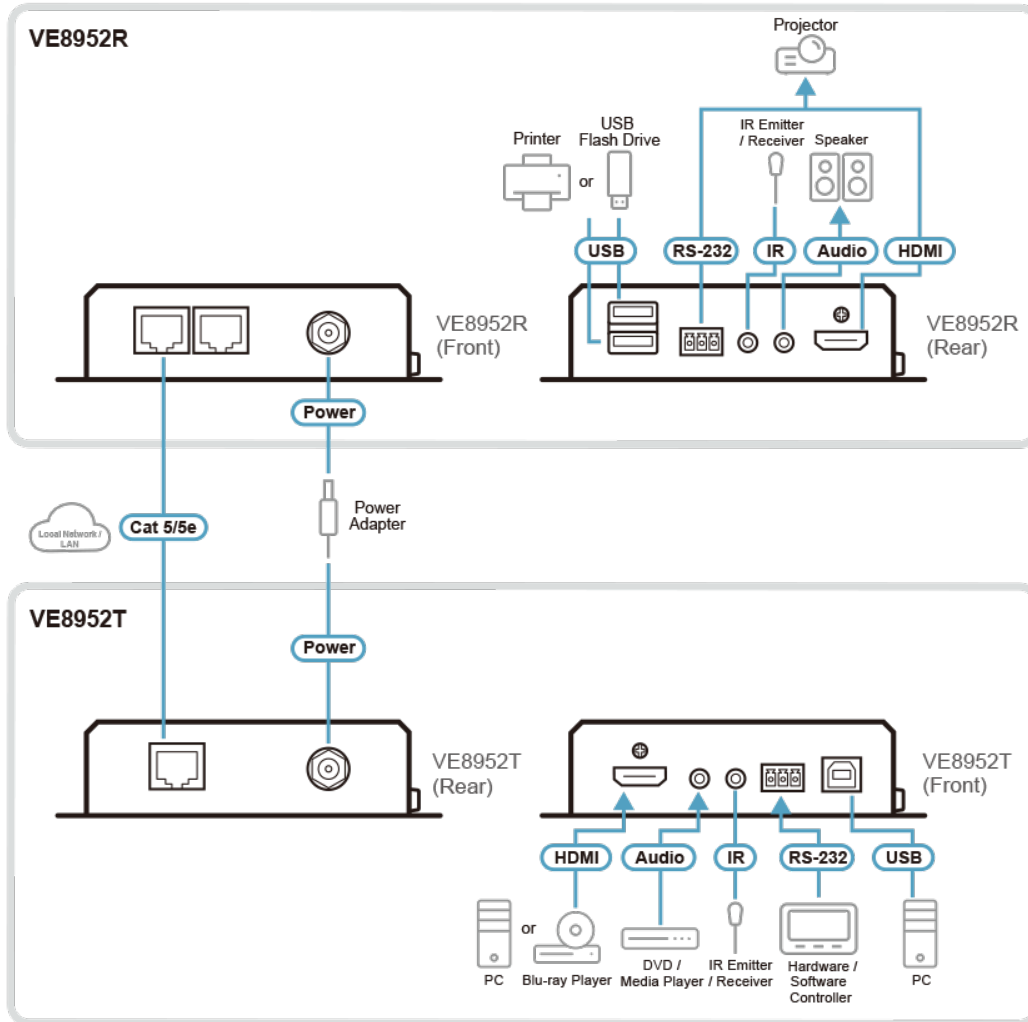 VE8952R
Projector
USB
Flash Drive
Printer
or
IR Emitter
/ Receiver
Speaker
USB
RS-232
IR
Audio
HDMI
VE8952R
(Front)
VE8952R
(Rear)
Power
Local Network /
LAN
Cat 5/5e
Power
Adapter
VE8952T
Power
VE8952T
(Rear)
VE8952T
(Front)
HDMI
Audio
IR
RS-232
USB
or
PC
Blu-ray Player
DVD /
Media Player
IR Emitter
/ Receiver
Hardware /
Software
Controller
PC